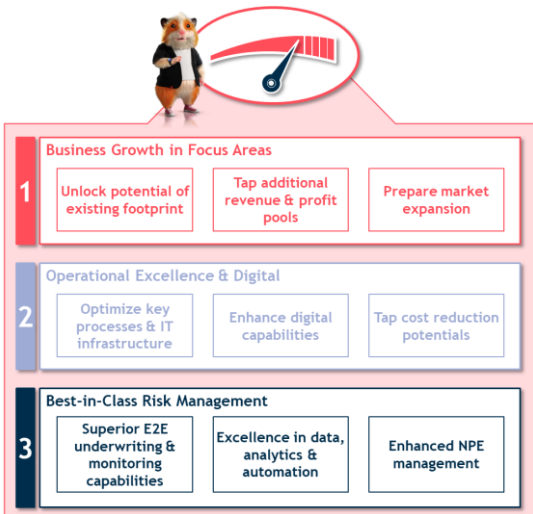 1
Business Growth in Focus Areas
Unlock potential of
existing footprint
Tap additional
revenue & profit
pools
Prepare market
expansion
2
Operational Excellence & Digital
Optimize key
processes & IT
infrastructure
Enhance digital
capabilities
Tap cost reduction
potentials
3
Best-in-Class Risk Management
Superior E2E
underwriting &
monitoring
capabilities
Excellence in data,
analytics &
automation
Enhanced NPE
management